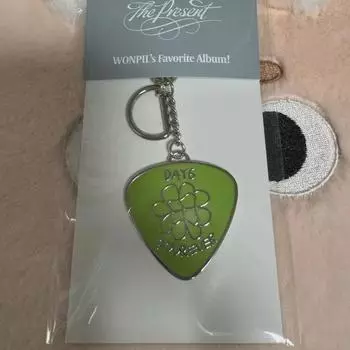 The Present
WONPIL's Favorite Album!
DAY6